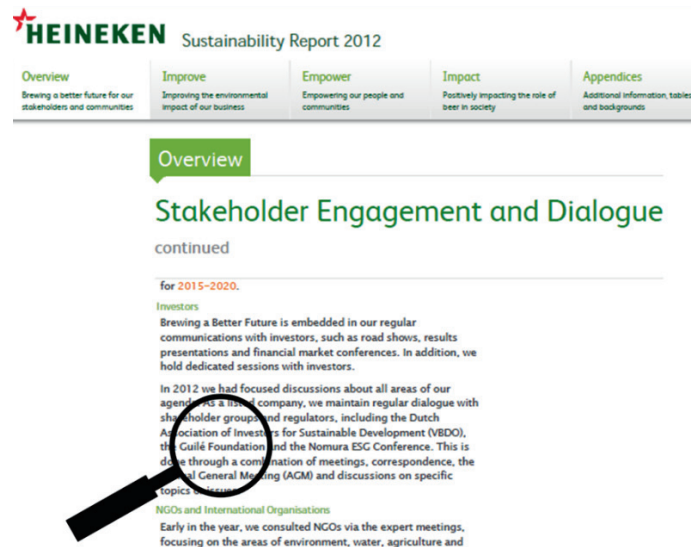 HEINEKEN Sustainability Report 2012
Overview
Brewing a better future for our
stakeholders and communities
Improve
Improving the environmental
impact of our business
Empower
Empowering our people and
communities
Impact
Positively impacting the role of
beer in society
Appendices
Additional information, tables
and backgrounds
Overview
Stakeholder Engagement and Dialogue
continued
for 2015–2020.
Investors
Brewing a Better Future is embedded in our regular
communications with investors, such as road shows, results
presentations and financial market conferences. In addition, we
hold dedicated sessions with investors.
In 2012 we had focused discussions about all areas of our
agenda. As a listed company, we maintain regular dialogue with
shareholder groups and regulators, including the Dutch
Association of Investors for Sustainable Development (VBDO),
the Guilé Foundation and the Nomura ESG Conference. This is
done through a combination of meetings, correspondence, the
Annual General Meeting (AGM) and discussions on specific
topics or issues.
NGOs and International Organisations
Early in the year, we consulted NGOs via the expert meetings,
focusing on the areas of environment, water, agriculture and